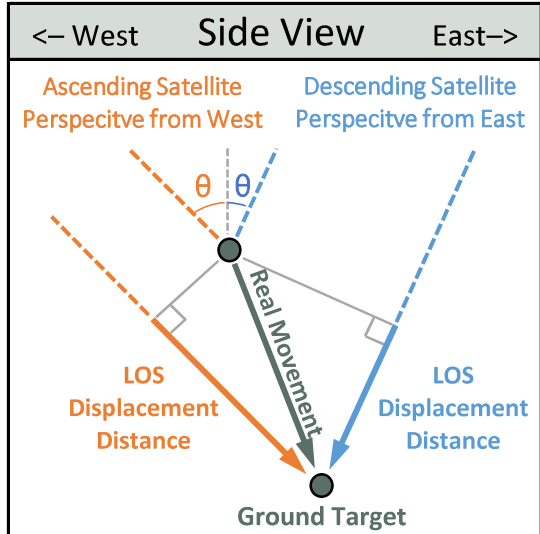 <– West Side View East–>
Ascending Satellite
Perspecitve from West
Descending Satellite
Perspecitve from East
θ θ
Real Movement
LOS
Displacement
Distance
LOS
Displacement
Distance
Ground Target